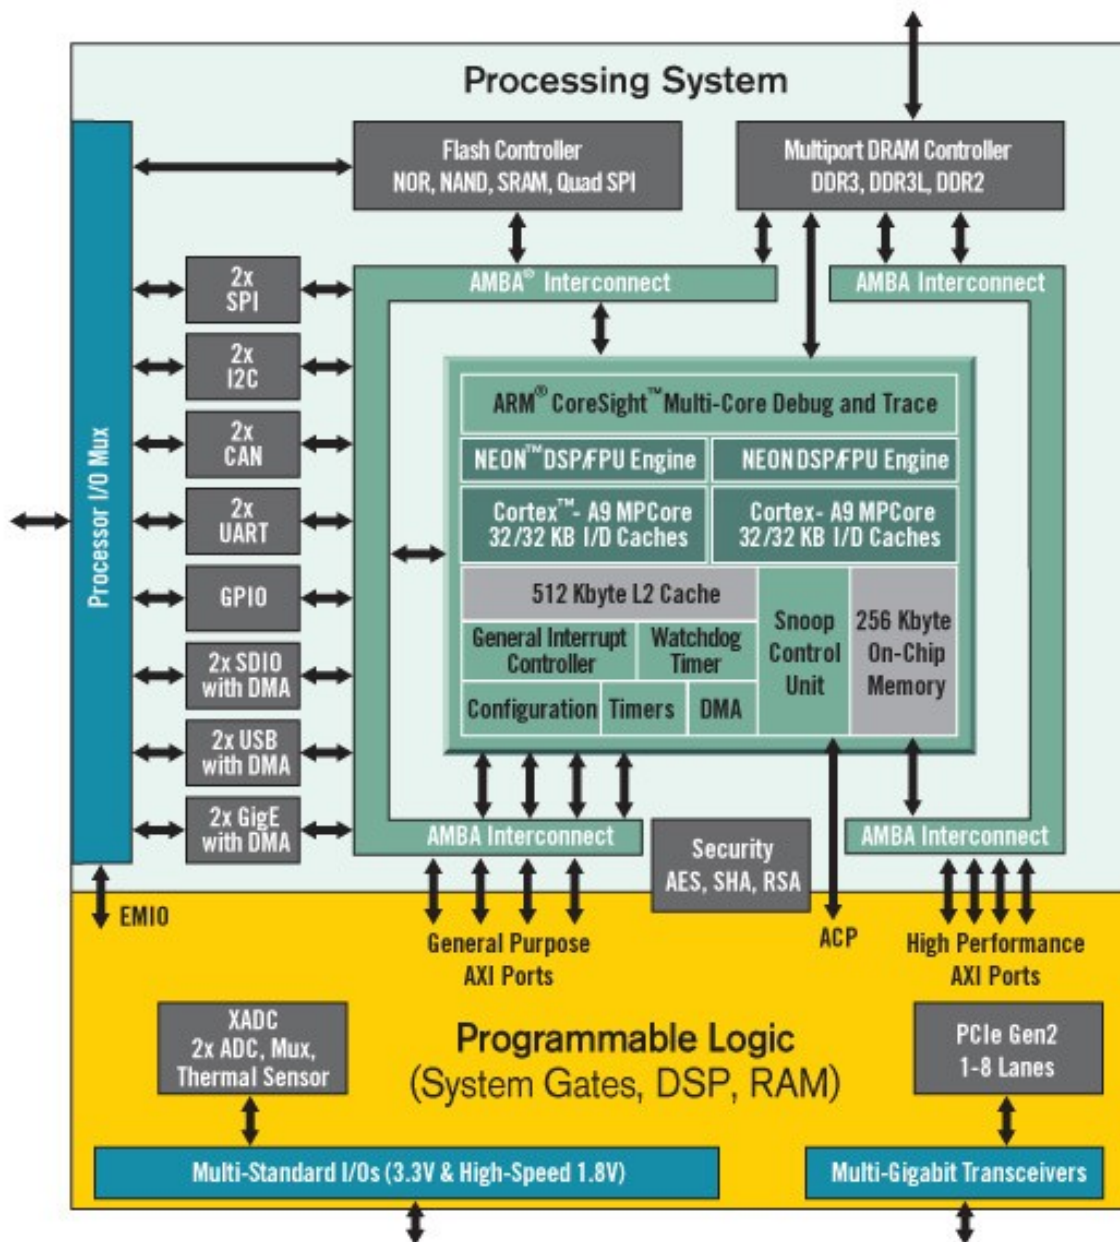 Processing System
Flash Controller
NOR, NAND, SRAM, Quad SPI
Multiport DRAM Controller
DDR3, DDR3L, DDR2
AMBA® Interconnect
AMBA Interconnect
Processor I/O Mux
2x
SPI
2x
I2C
2x
CAN
2x
UART
GPIO
2x SDIO
with DMA
2x USB
with DMA
2x GigE
with DMA
ARM® CoreSight™ Multi-Core Debug and Trace
NEON™ DSP/FPU Engine
NEON DSP/FPU Engine
Cortex™- A9 MPCore
32/32 KB I/D Caches
Cortex- A9 MPCore
32/32 KB I/D Caches
512 Kbyte L2 Cache
General Interrupt
Controller
Watchdog
Timer
Configuration
Timers
DMA
Snoop
Control
Unit
256 Kbyte
On-Chip
Memory
AMBA Interconnect
Security
AES, SHA, RSA
AMBA Interconnect
EMIO
General Purpose
AXI Ports
ACP
High Performance
AXI Ports
XADC
2x ADC, Mux,
Thermal Sensor
Programmable Logic
(System Gates, DSP, RAM)
PCIe Gen2
1-8 Lanes
Multi-Standard I/Os (3.3V & High-Speed 1.8V)
Multi-Gigabit Transceivers